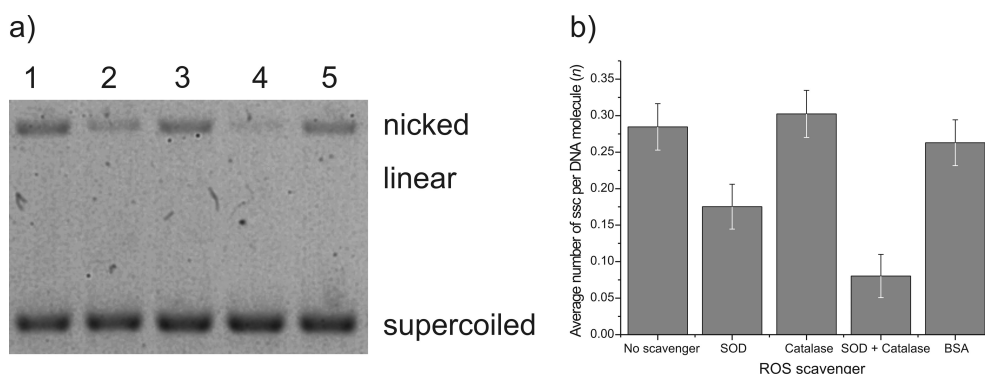 a)
1 2 3 4 5
nicked
linear
supercoiled
b)
Average number of ssc per DNA molecule (n)
0.35
0.30
0.25
0.20
0.15
0.10
0.05
0.00
No scavenger SOD Catalase SOD + Catalase BSA
ROS scavenger